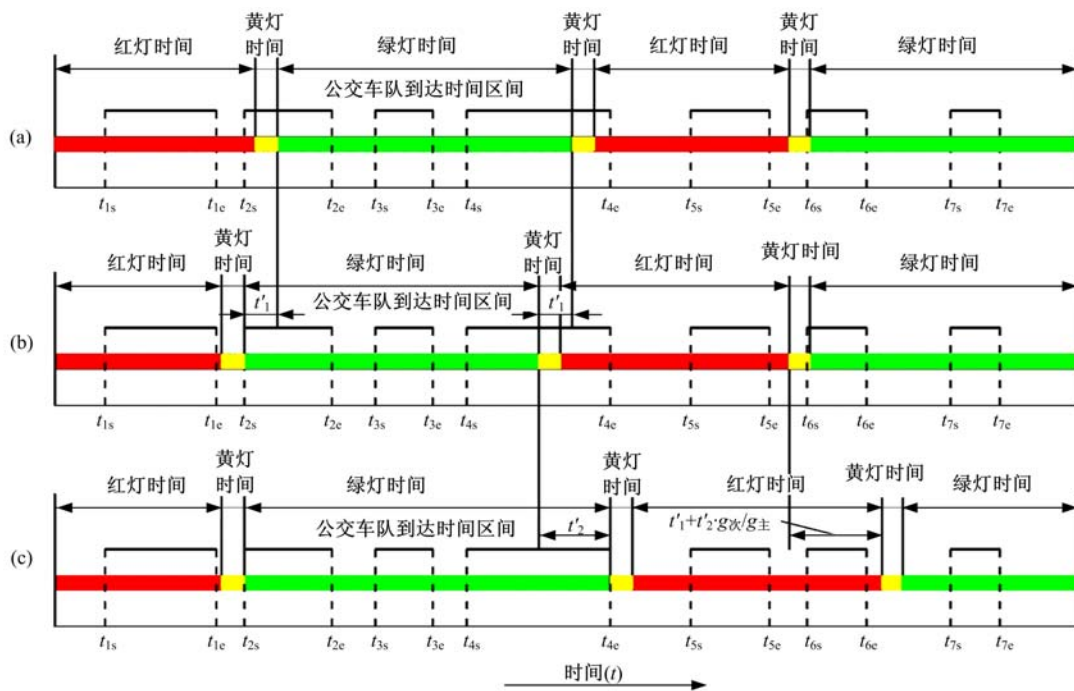 黄灯 黄灯 黄灯
红灯时间 时间 绿灯时间 时间 红灯时间 时间 绿灯时间
公交车队到达时间区间
(a)
t1s t1e t2s t2e t3s t3e t4s t4e t5s t5e t6s t6e t7s t7e
黄灯 黄灯 黄灯时间
红灯时间 时间 绿灯时间 时间 红灯时间 绿灯时间
t′1 公交车队到达时间区间 t′1
(b)
t1s t1e t2s t2e t3s t3e t4s t4e t5s t5e t6s t6e t7s t7e
黄灯 黄灯 黄灯时间
红灯时间 时间 绿灯时间 时间 红灯时间 绿灯时间
公交车队到达时间区间 t′2 t′1+t′2·g次/g主
(c)
t1s t1e t2s t2e t3s t3e t4s t4e t5s t5e t6s t6e t7s t7e
时间(t)